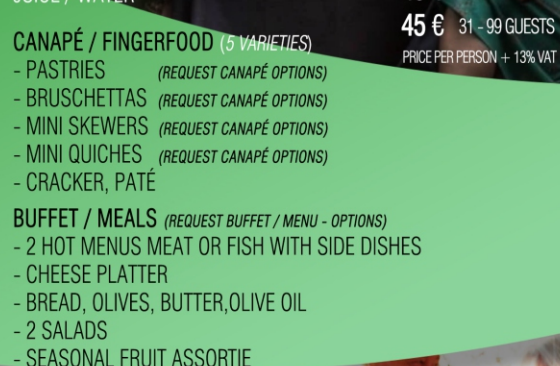 JUICE / WATER
45 € 31 - 99 GUESTS
PRICE PER PERSON + 13% VAT
CANAPÉ / FINGERFOOD (5 VARIETIES)
- PASTRIES (REQUEST CANAPÉ OPTIONS)
- BRUSCHETTAS (REQUEST CANAPÉ OPTIONS)
- MINI SKEWERS (REQUEST CANAPÉ OPTIONS)
- MINI QUICHES (REQUEST CANAPÉ OPTIONS)
- CRACKER, PATÉ
BUFFET / MEALS (REQUEST BUFFET / MENU - OPTIONS)
- 2 HOT MENUS MEAT OR FISH WITH SIDE DISHES
- CHEESE PLATTER
- BREAD, OLIVES, BUTTER,OLIVE OIL
- 2 SALADS
- SEASONAL FRUIT ASSORTIE